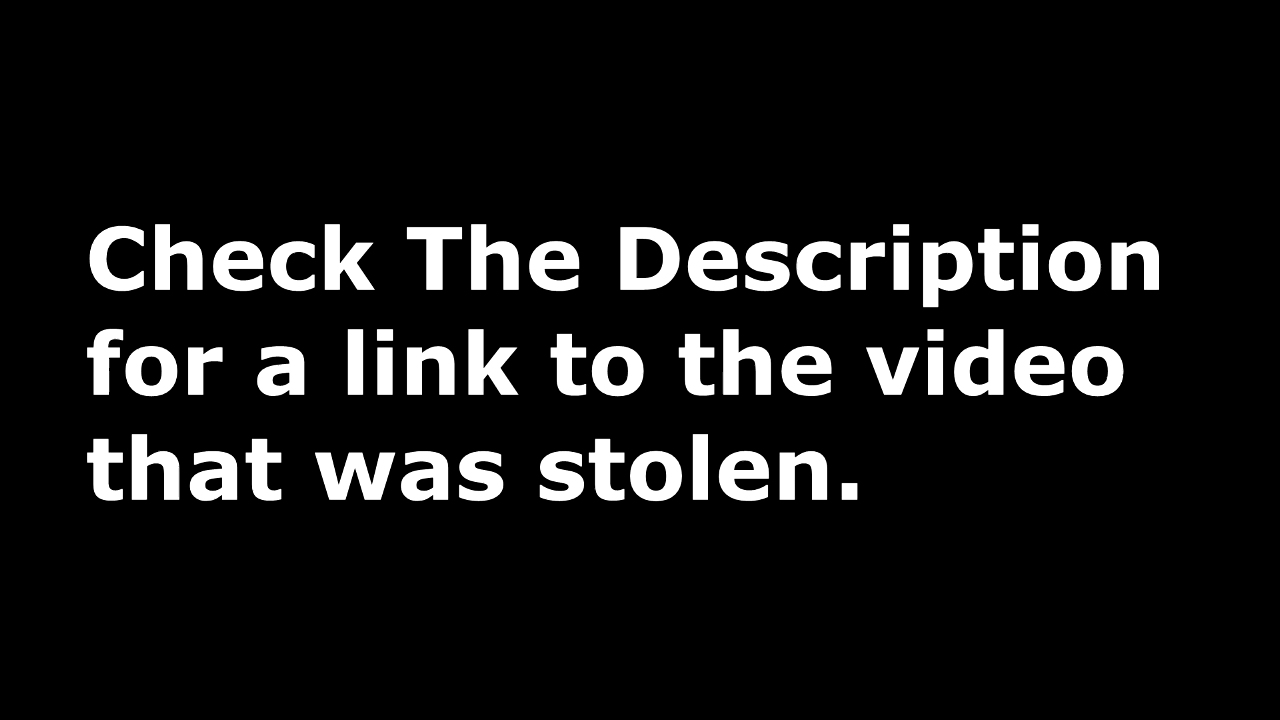 Check The Description
for a link to the video
that was stolen.